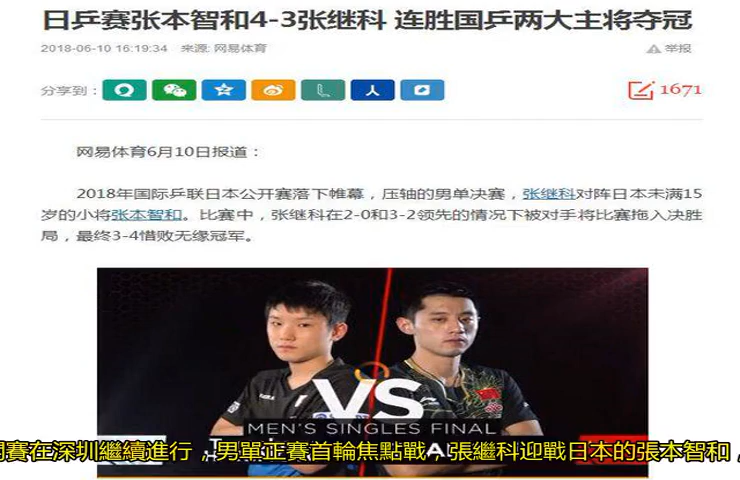 日乒赛张本智和4-3张继科 连胜国乒两大主将夺冠
2018-06-10 16:19:34 来源: 网易体育
举报
分享到：
1671
网易体育6月10日报道：
2018年国际乒联日本公开赛落下帷幕，压轴的男单决赛，张继科对阵日本未满15
岁的小将张本智和。比赛中，张继科在2-0和3-2领先的情况下被对手将比赛拖入决胜
局，最终3-4惜败无缘冠军。
VS
MEN'S SINGLES FINAL
開賽在深圳繼續進行，男單正賽首輪焦點戰，張繼科迎戰日本的張本智和，